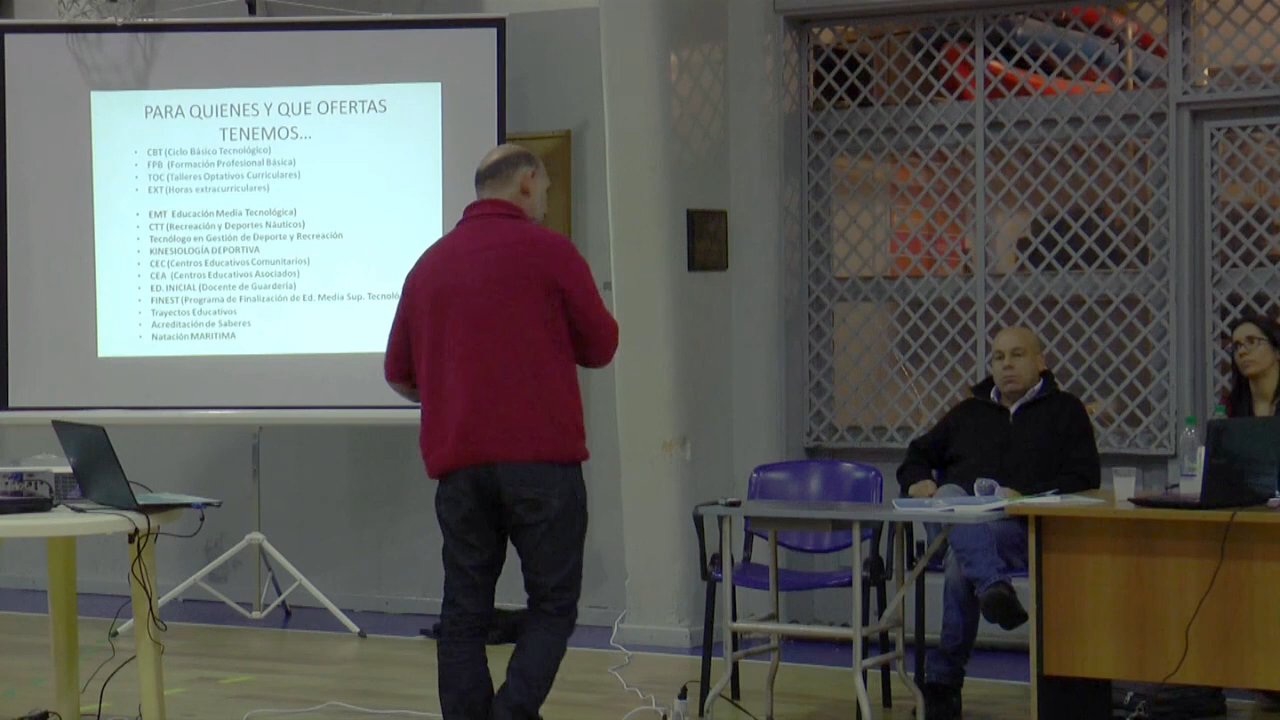 PARA QUIENES Y QUE OFERTAS
TENEMOS...
• CBT (Ciclo Básico Tecnológico)
• FPB (Formación Profesional Básica)
• TOC (Talleres Optativos Curriculares)
• EXT (Horas extracurriculares)
• EMT Educación Media Tecnológica)
• CTT (Recreación y Deportes Náuticos)
• Tecnólogo en Gestión de Deporte y Recreación
• KINESIOLOGÍA DEPORTIVA
• CEC (Centros Educativos Comunitarios)
• CEA (Centros Educativos Asociados)
• ED. INICIAL (Docente de Guardería)
• FINEST (Programa de Finalización de Ed. Media Sup. Tecnoló
• Trayectos Educativos
• Acreditación de Saberes
• Natación MARITIMA